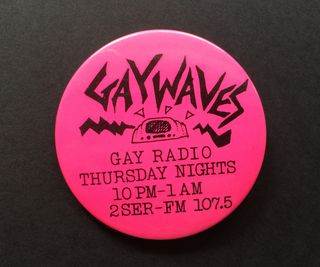 GAYWAVES
GAY RADIO
THURSDAY NIGHTS
10 PM-1 AM
2SER-FM 107.5